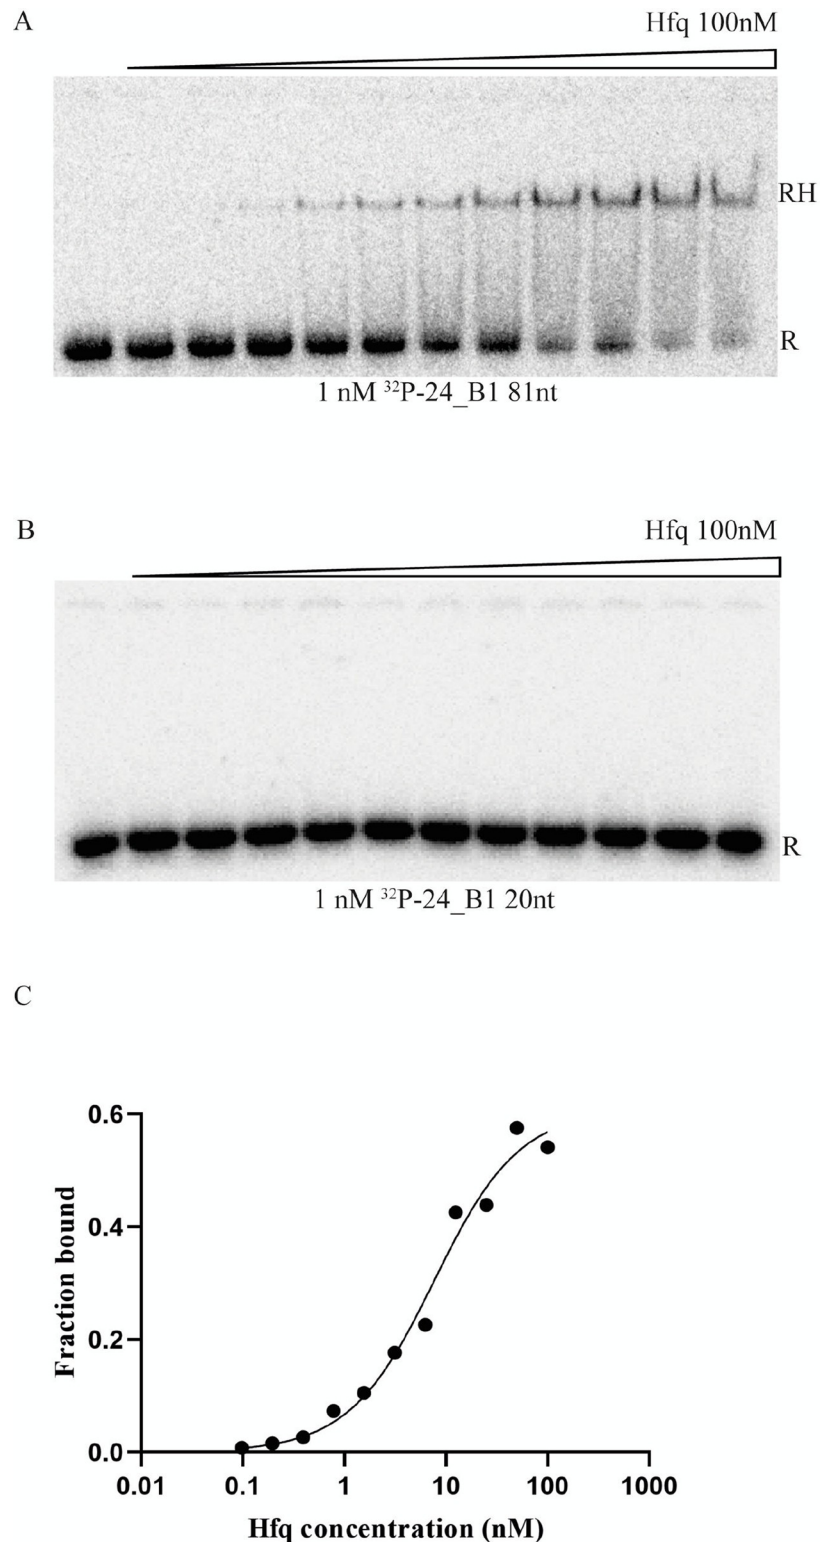 A
Hfq 100nM
RH
R
1 nM ³²P-24_B1 81nt
B
Hfq 100nM
R
1 nM ³²P-24_B1 20nt
C
0.6
0.4
0.2
0.0
Fraction bound
0.01 0.1 1 10 100 1000
Hfq concentration (nM)